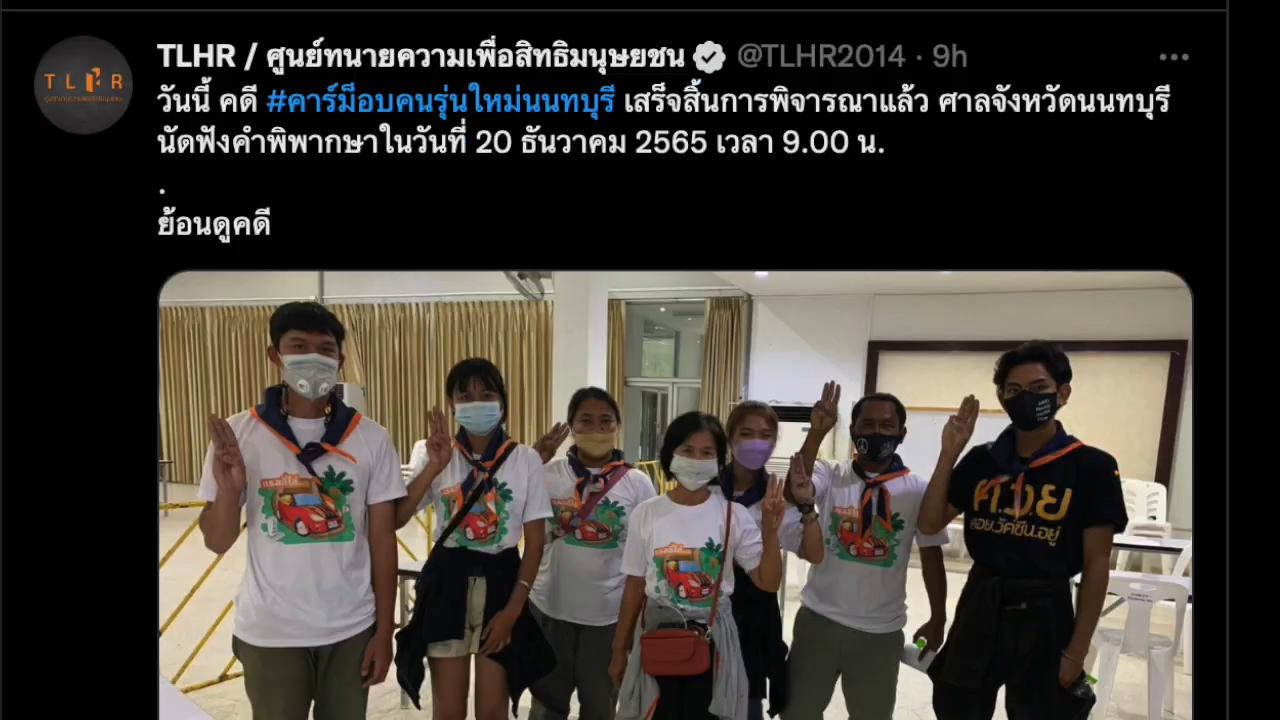 TLHR / ศูนย์ทนายความเพื่อสิทธิมนุษยชน @TLHR2014 · 9h
วันนี้ คดี #คาร์ม็อบคนรุ่นใหม่นนทบุรี เสร็จสิ้นการพิจารณาแล้ว ศาลจังหวัดนนทบุรี
นัดฟังคำพิพากษาในวันที่ 20 ธันวาคม 2565 เวลา 9.00 น.
.
ย้อนดูคดี
TLHR
ค.ว.ย
คอย.วัคซีน.อยู่